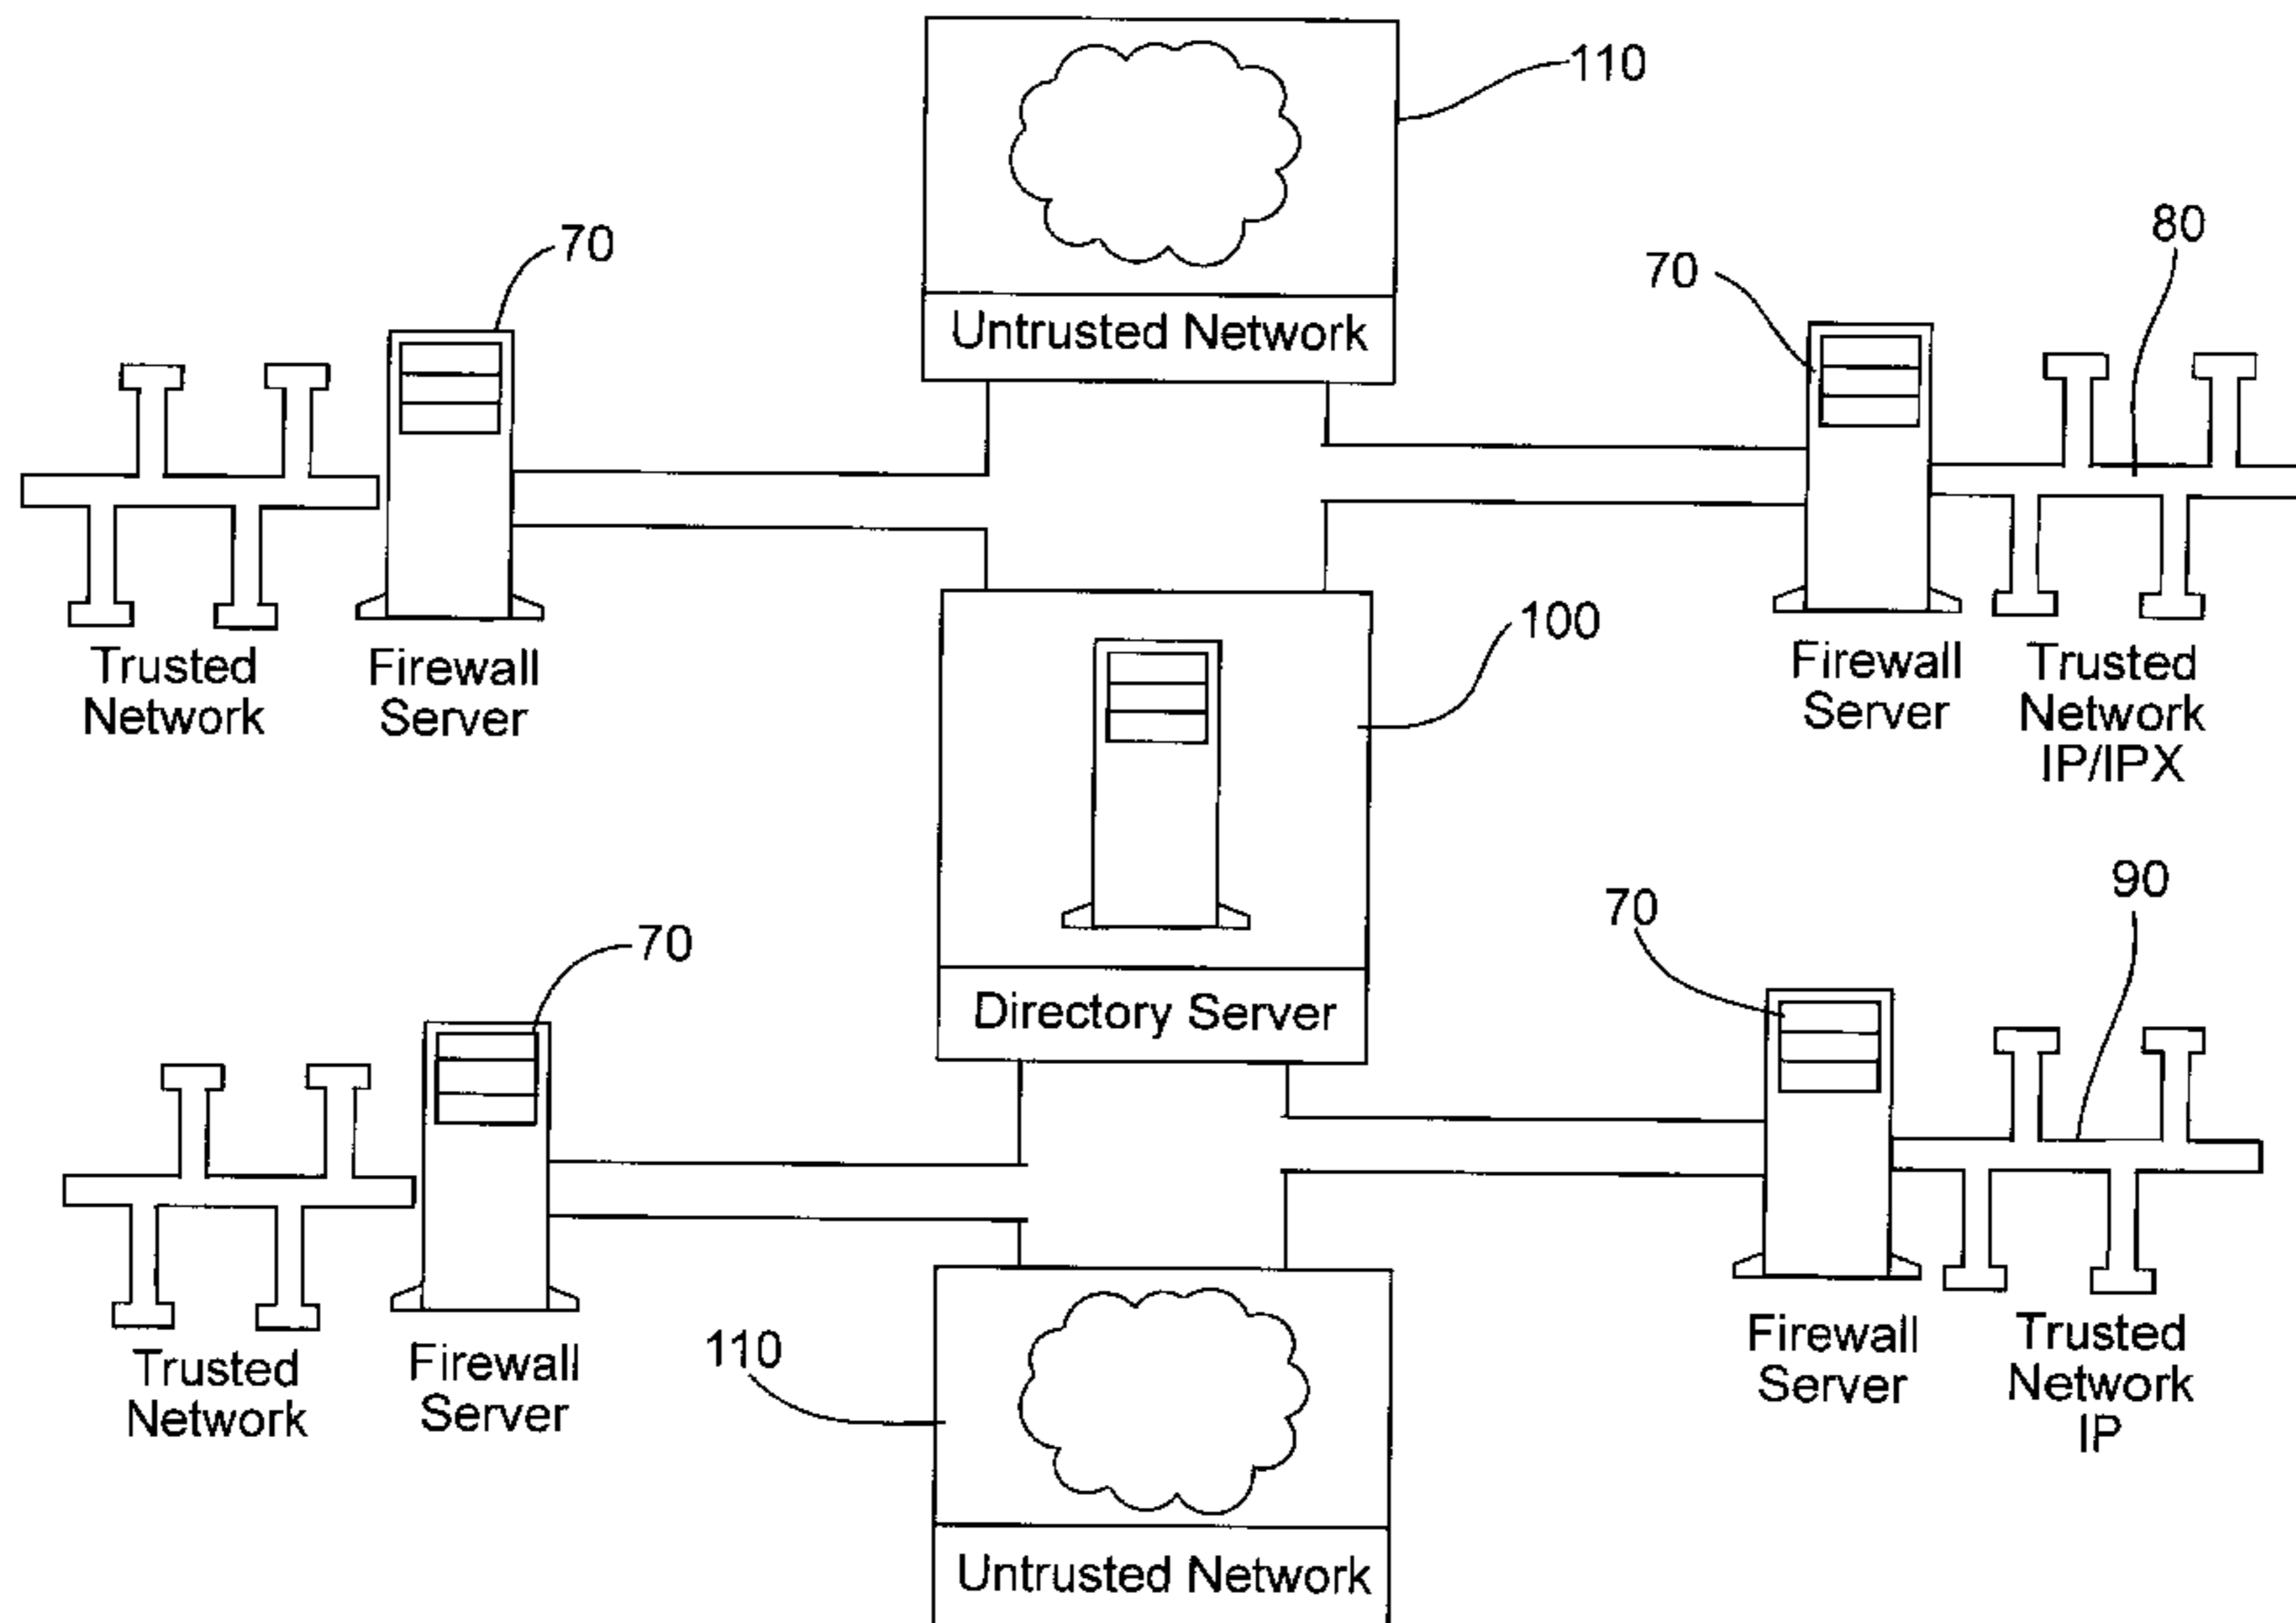 110
Untrusted Network
70
70
80
Trusted
Network
Firewall
Server
Firewall
Server
Trusted
Network
IP/IPX
100
Directory Server
70
70
90
Trusted
Network
Firewall
Server
110
Firewall
Server
Trusted
Network
IP
Untrusted Network